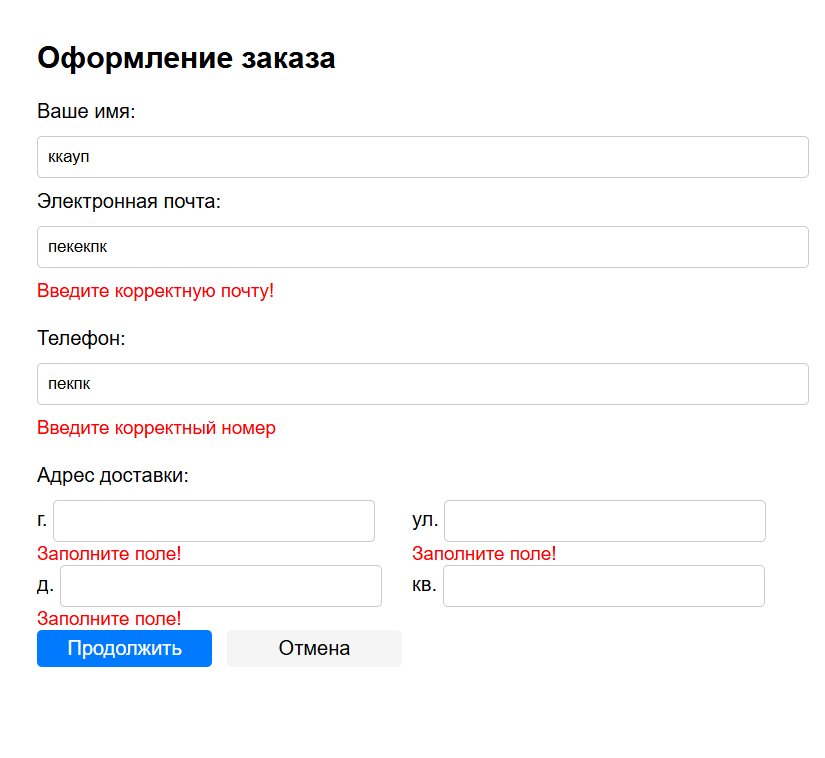 Оформление заказа
Ваше имя:
ккауп
Электронная почта:
пекекпк
Введите корректную почту!
Телефон:
пекпк
Введите корректный номер
Адрес доставки:
г. ул.
Заполните поле! Заполните поле!
д. кв.
Заполните поле!
Продолжить Отмена